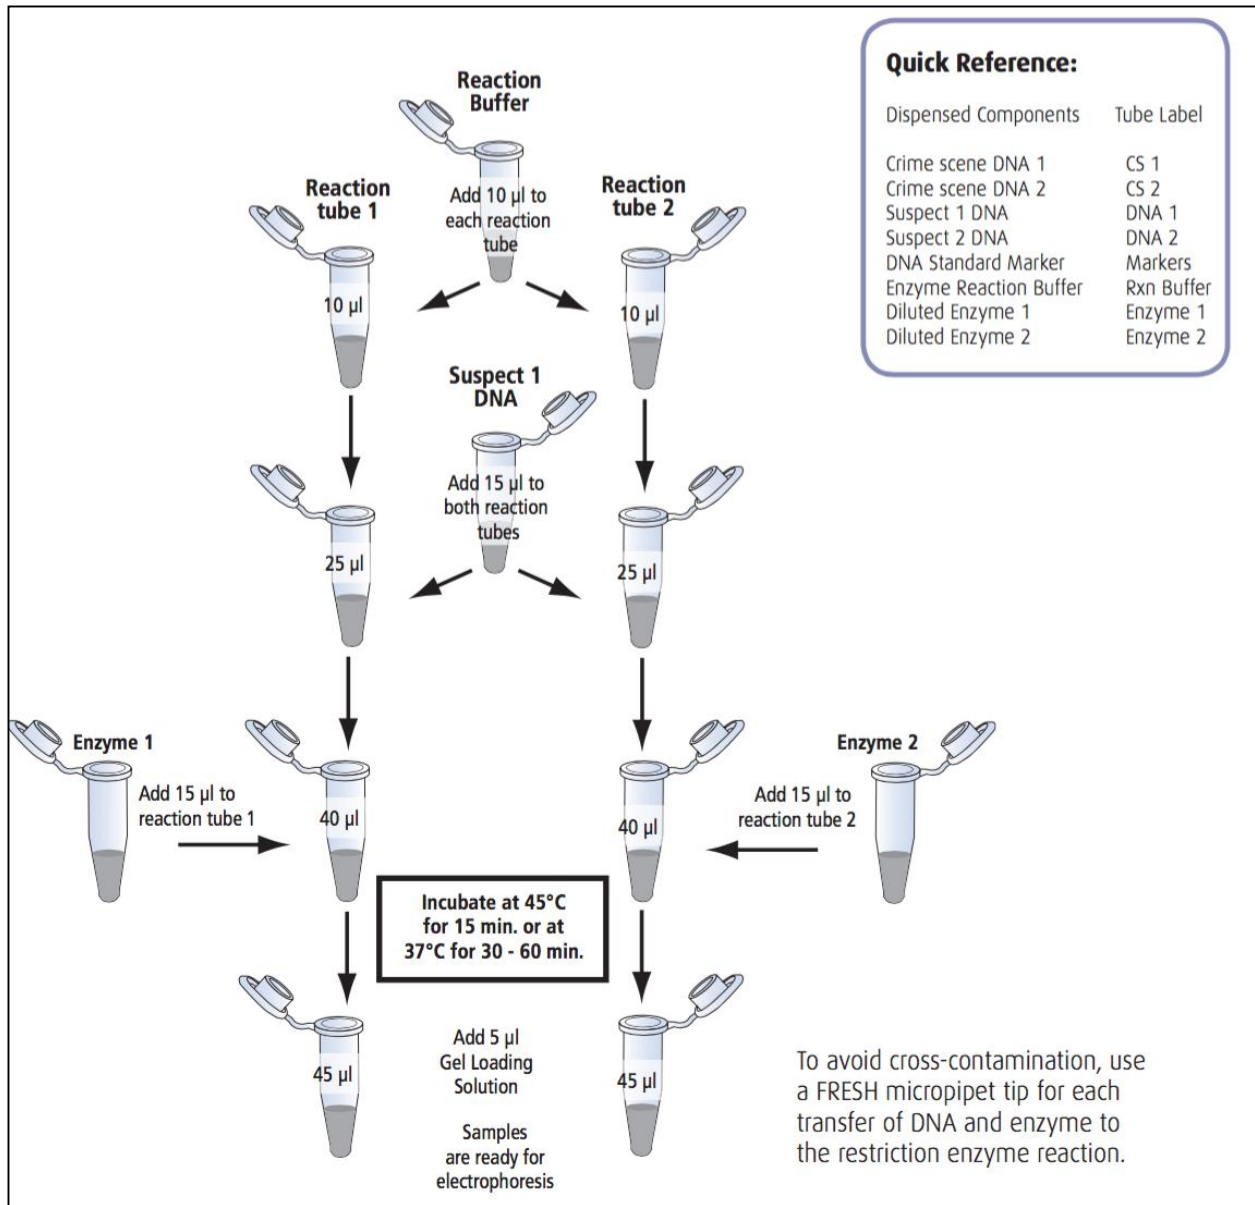 Quick Reference:
Dispensed Components Tube Label
Crime scene DNA 1 CS 1
Crime scene DNA 2 CS 2
Suspect 1 DNA DNA 1
Suspect 2 DNA DNA 2
DNA Standard Marker Markers
Enzyme Reaction Buffer Rxn Buffer
Diluted Enzyme 1 Enzyme 1
Diluted Enzyme 2 Enzyme 2
Reaction
Buffer
Add 10 µl to
each reaction
tube
Reaction
tube 1
10 µl
Reaction
tube 2
10 µl
Suspect 1
DNA
Add 15 µl to
both reaction
tubes
25 µl
25 µl
Enzyme 1
Add 15 µl to
reaction tube 1
40 µl
40 µl
Enzyme 2
Add 15 µl to
reaction tube 2
Incubate at 45°C
for 15 min. or at
37°C for 30 - 60 min.
45 µl
Add 5 µl
Gel Loading
Solution
Samples
are ready for
electrophoresis
45 µl
To avoid cross-contamination, use
a FRESH micropipet tip for each
transfer of DNA and enzyme to
the restriction enzyme reaction.